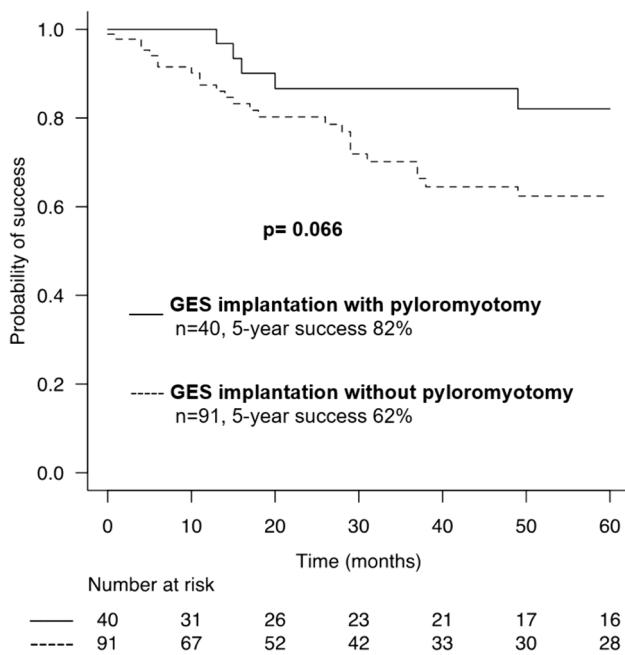 1.0
0.8
0.6
0.4
0.2
0.0
Probability of success
p= 0.066
GES implantation with pyloromyotomy
n=40, 5-year success 82%
GES implantation without pyloromyotomy
n=91, 5-year success 62%
0 10 20 30 40 50 60
Time (months)
Number at risk
40 31 26 23 21 17 16
91 67 52 42 33 30 28